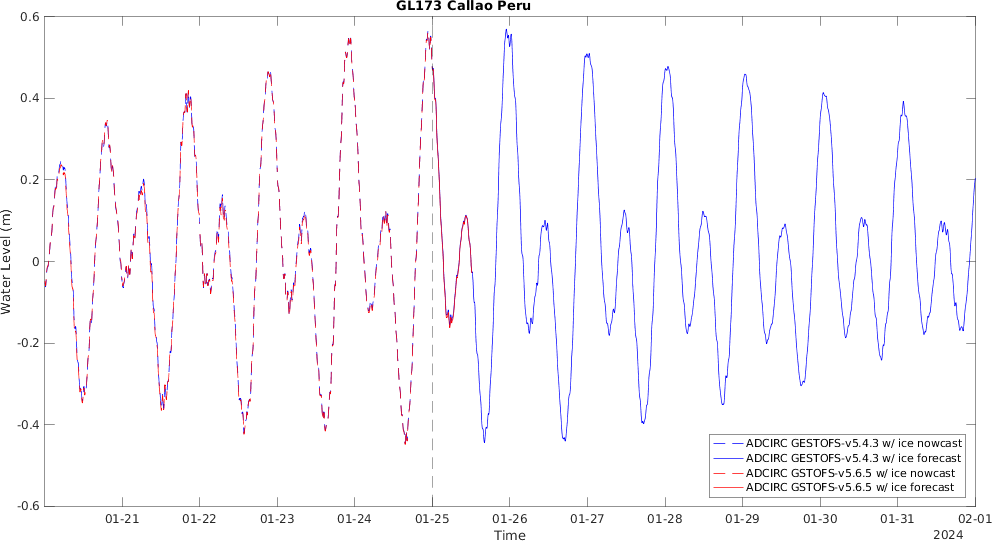 GL173 Callao Peru
0.6
0.4
0.2
0
-0.2
-0.4
-0.6
Water Level (m)
01-21 01-22 01-23 01-24 01-25 01-26 01-27 01-28 01-29 01-30 01-31 02-01
Time
2024
ADCIRC GESTOFS-v5.4.3 w/ ice nowcast
ADCIRC GESTOFS-v5.4.3 w/ ice forecast
ADCIRC GSTOFS-v5.6.5 w/ ice nowcast
ADCIRC GSTOFS-v5.6.5 w/ ice forecast